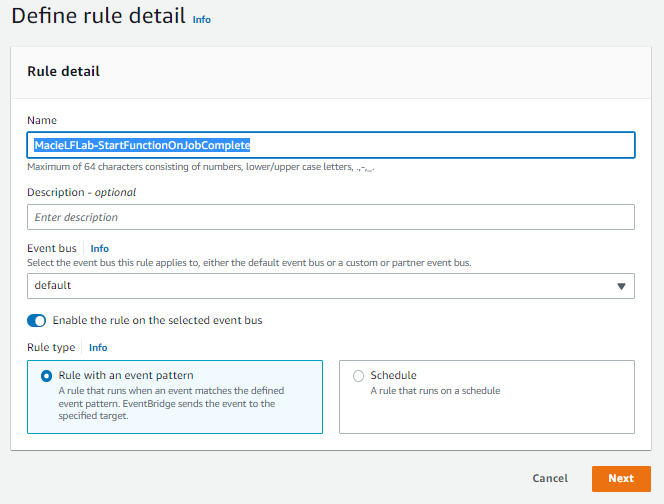 Define rule detail Info
Rule detail
Name
MacieLFLab-StartFunctionOnJobComplete
Maximum of 64 characters consisting of numbers, lower/upper case letters, .,-,_.
Description - optional
Enter description
Event bus Info
Select the event bus this rule applies to, either the default event bus or a custom or partner event bus.
default
Enable the rule on the selected event bus
Rule type Info
Rule with an event pattern
A rule that runs when an event matches the defined
event pattern. EventBridge sends the event to the
specified target.
Schedule
A rule that runs on a schedule
Cancel Next